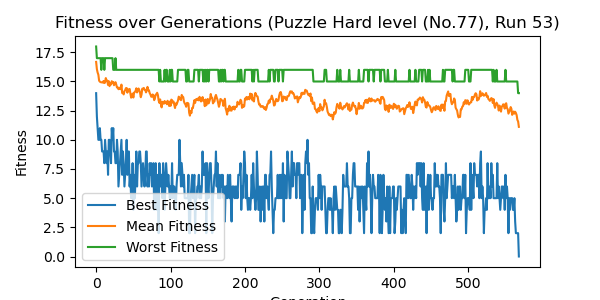 Fitness over Generations (Puzzle Hard level (No.77), Run 53)
Fitness
17.5
15.0
12.5
10.0
7.5
5.0
2.5
0.0
Best Fitness
Mean Fitness
Worst Fitness
0 100 200 300 400 500
Generation